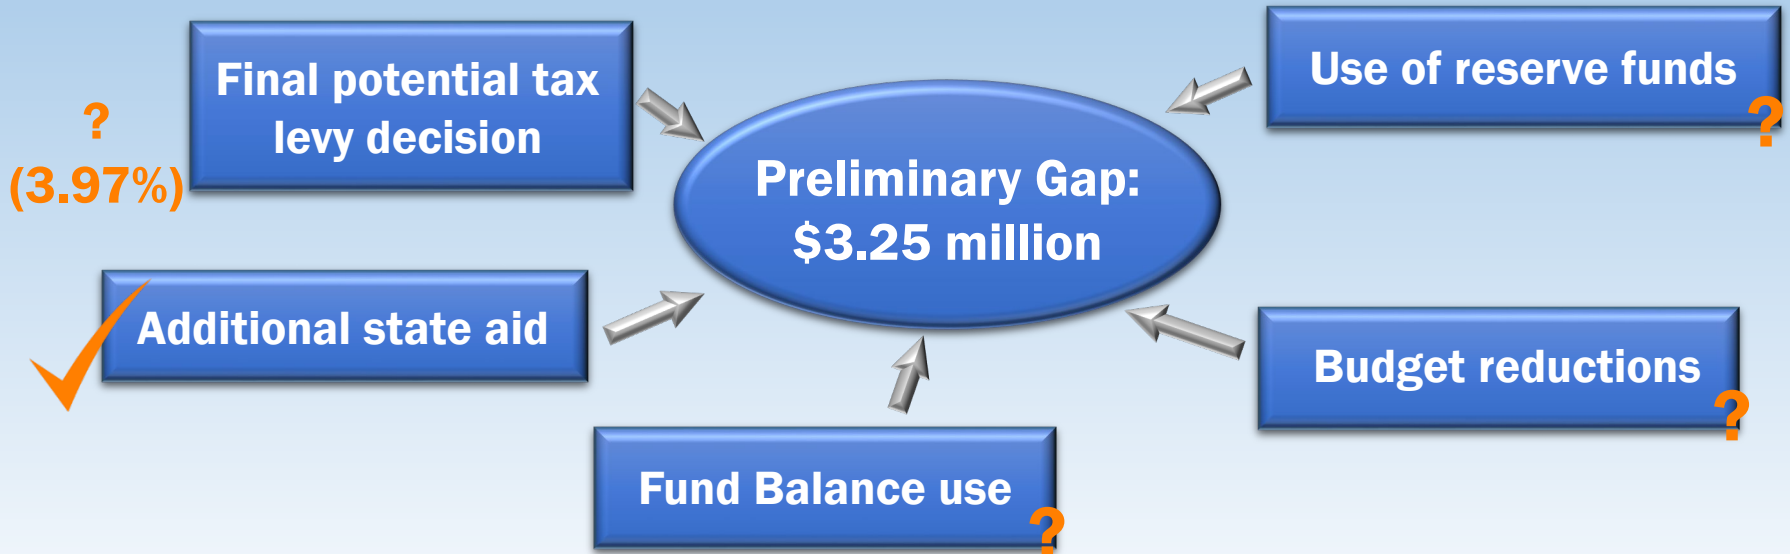 Final potential tax
levy decision
?
(3.97%)
Preliminary Gap:
$3.25 million
Use of reserve funds
?
Additional state aid
Budget reductions
?
Fund Balance use
?